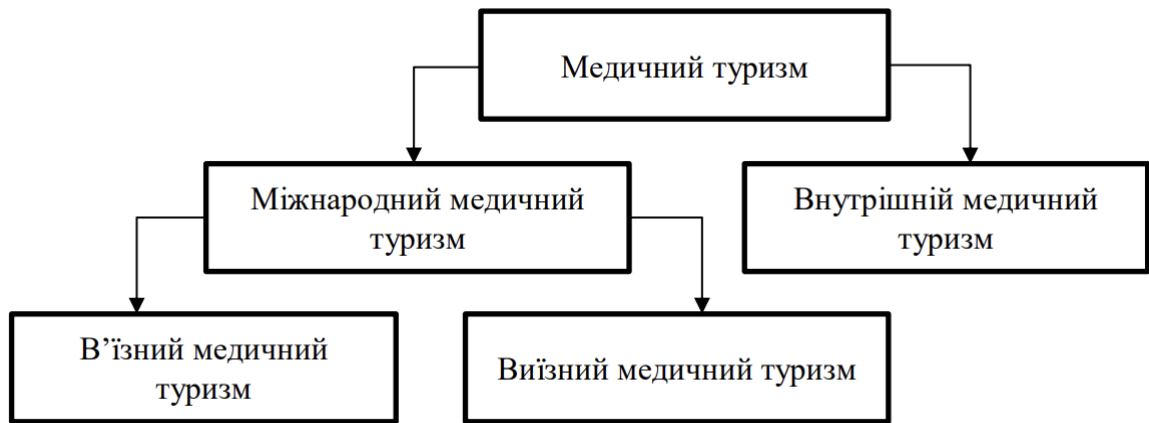 Медичний туризм
Міжнародний медичний
туризм
Внутрішній медичний
туризм
В’їзний медичний
туризм
Виїзний медичний туризм